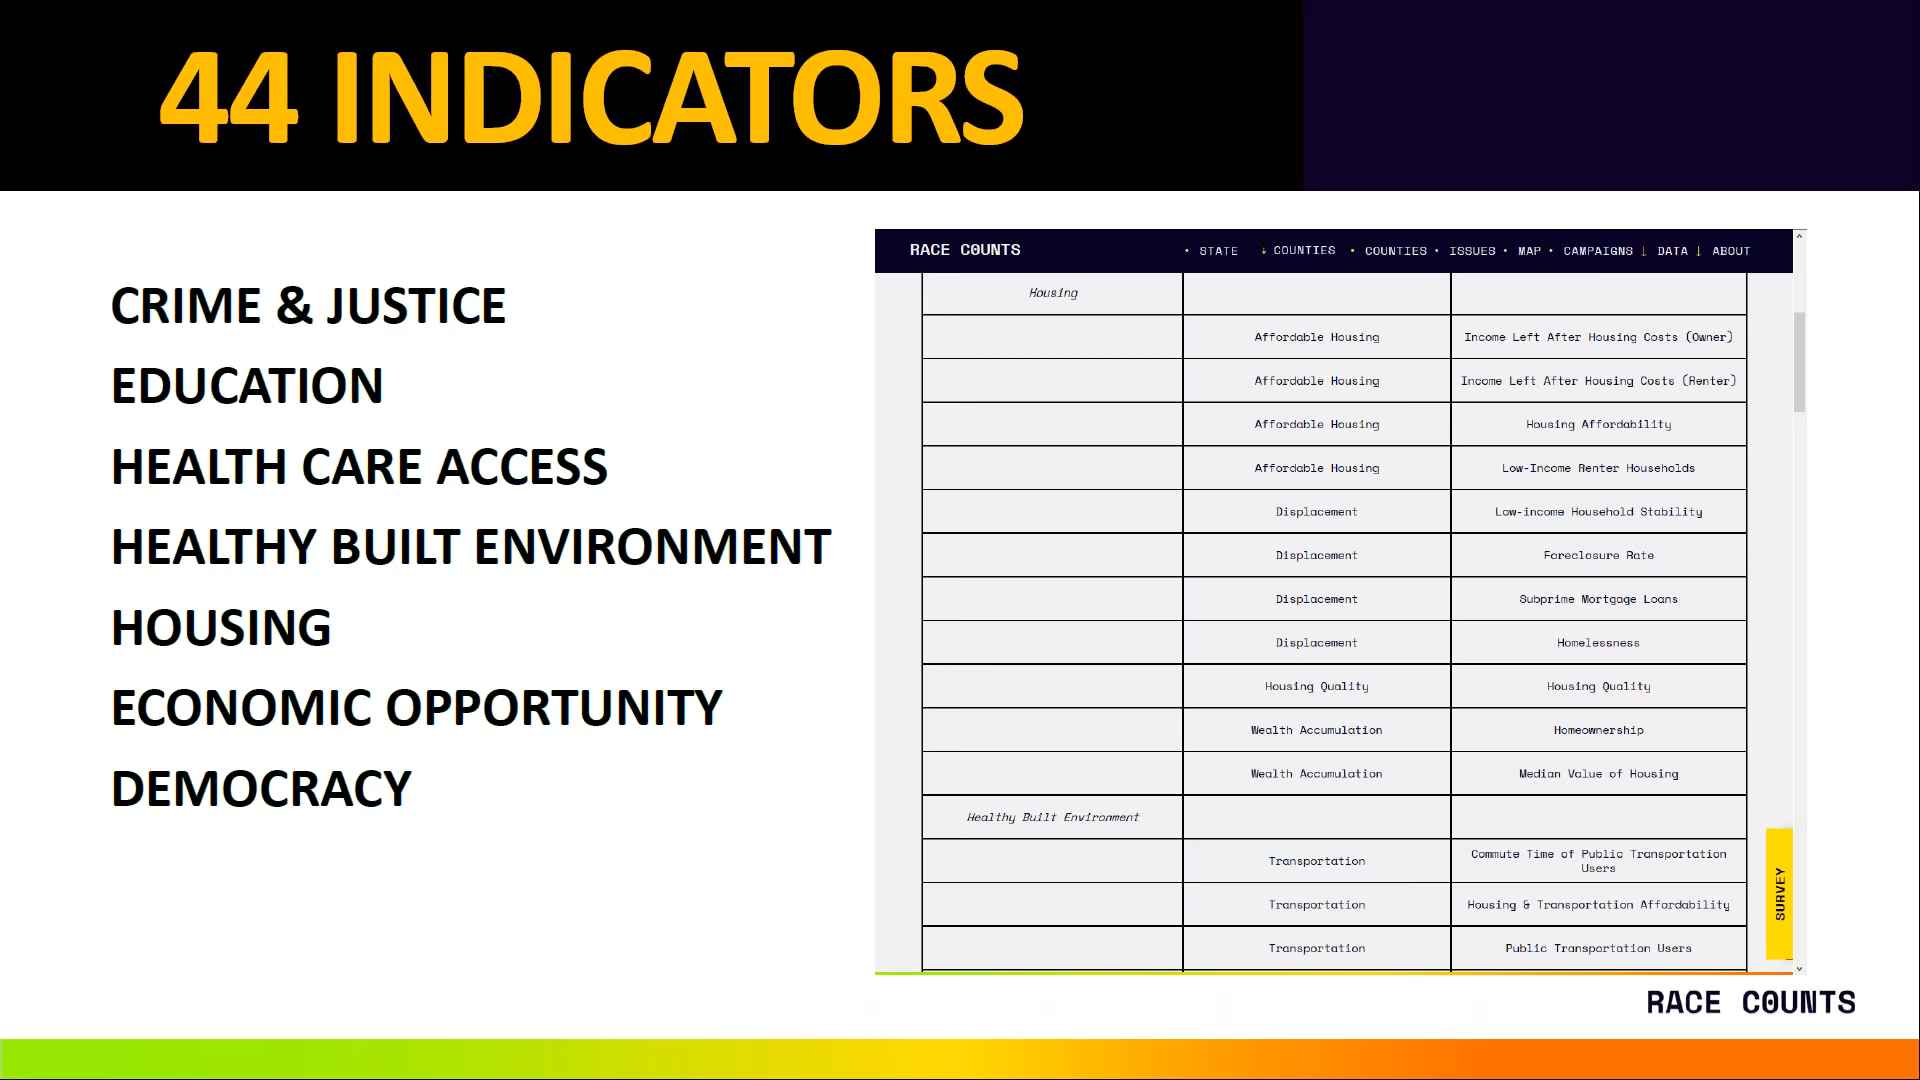 44 INDICATORS
CRIME & JUSTICE
EDUCATION
HEALTH CARE ACCESS
HEALTHY BUILT ENVIRONMENT
HOUSING
ECONOMIC OPPORTUNITY
DEMOCRACY
RACE C0UNTS • STATE ↓ COUNTIES • COUNTIES • ISSUES • MAP • CAMPAIGNS ↓ DATA ↓ ABOUT
Housing
Affordable Housing Income Left After Housing Costs (Owner)
Affordable Housing Income Left After Housing Costs (Renter)
Affordable Housing Housing Affordability
Affordable Housing Low-Income Renter Households
Displacement Low-income Household Stability
Displacement Foreclosure Rate
Displacement Subprime Mortgage Loans
Displacement Homelessness
Housing Quality Housing Quality
Wealth Accumulation Homeownership
Wealth Accumulation Median Value of Housing
Healthy Built Environment
Transportation Commute Time of Public Transportation
Users
Transportation Housing & Transportation Affordability
Transportation Public Transportation Users
SURVEY
RACE C0UNTS